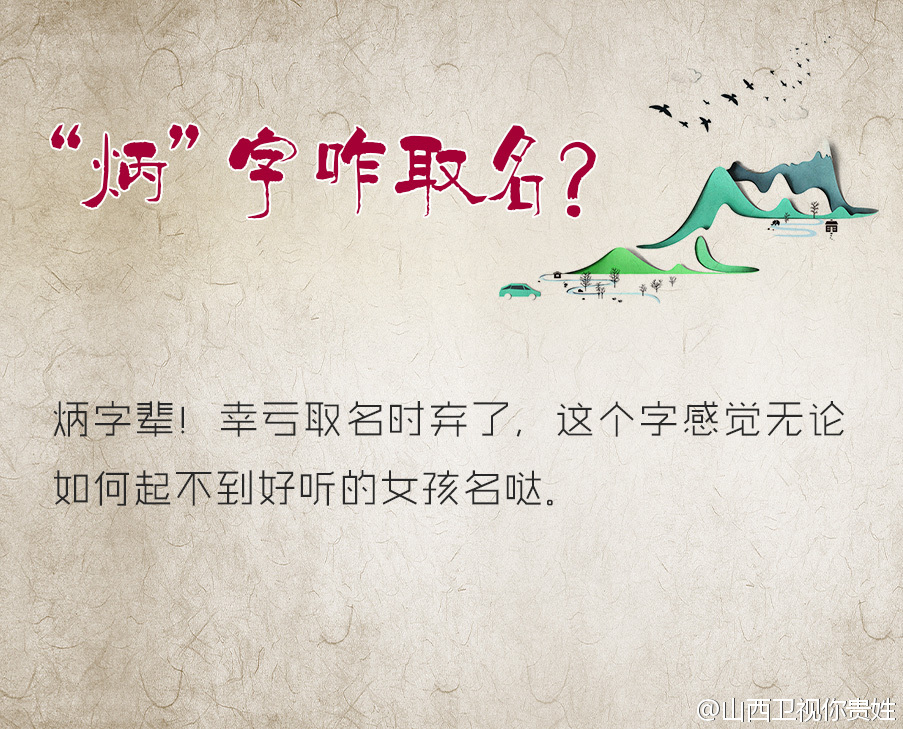 “炳”字咋取名？
炳字辈！幸亏取名时弃了，这个字感觉无论
如何起不到好听的女孩名哒。
@山西卫视你贵姓